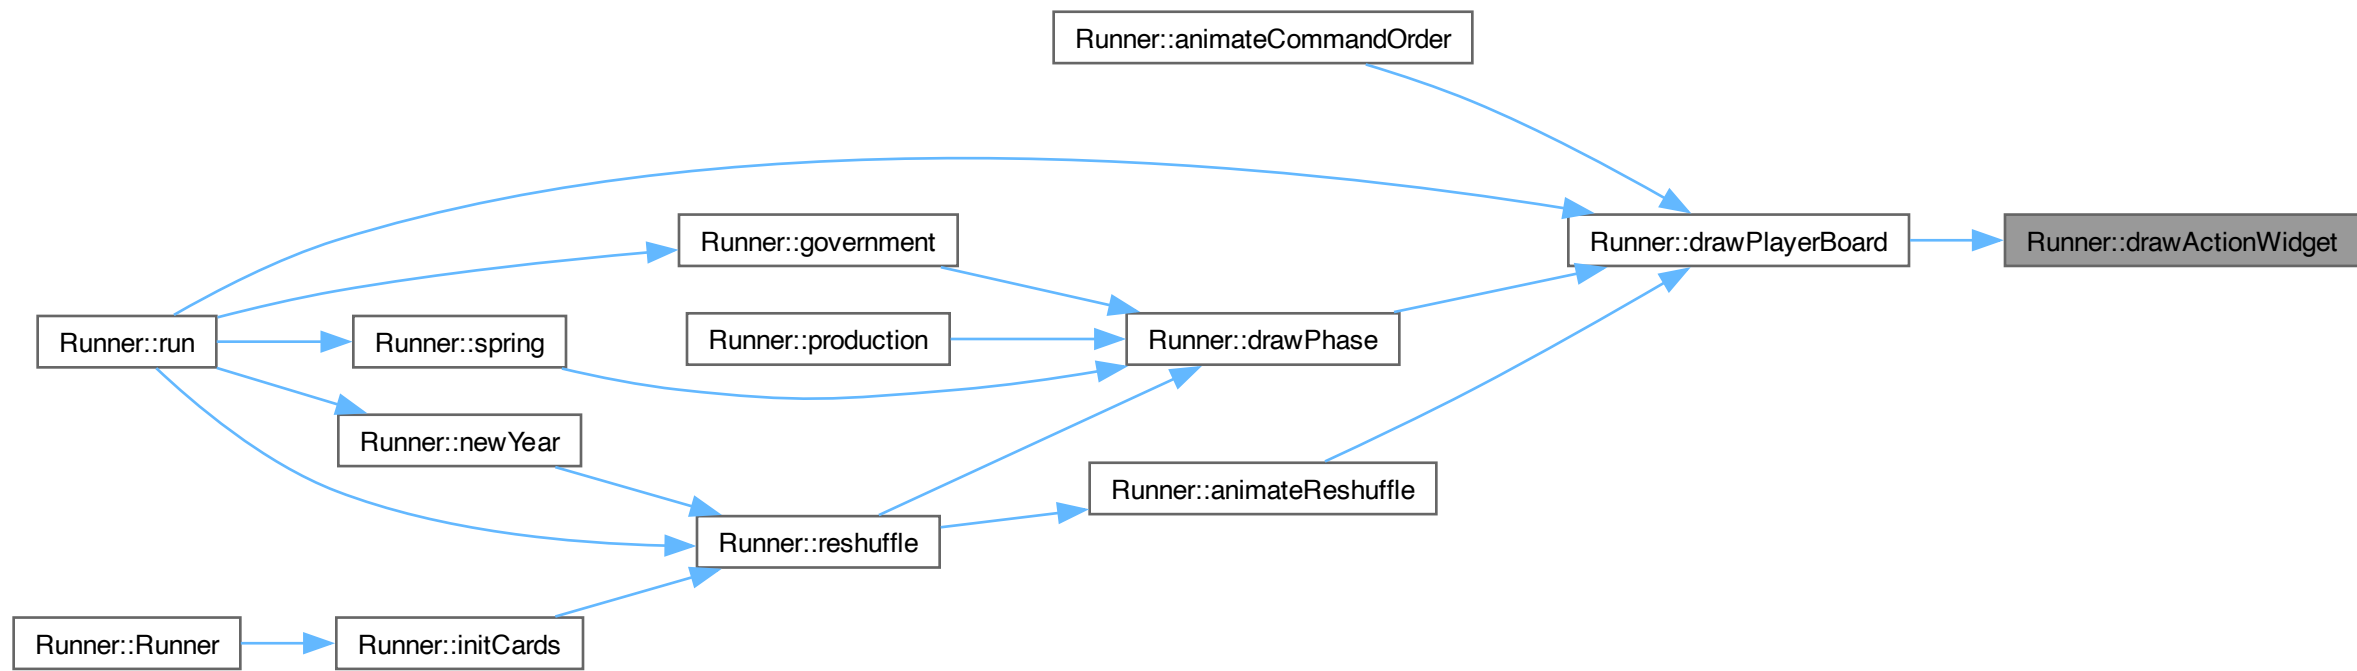 Runner::animateCommandOrder
Runner::government
Runner::drawPlayerBoard
Runner::drawActionWidget
Runner::run
Runner::spring
Runner::production
Runner::drawPhase
Runner::newYear
Runner::animateReshuffle
Runner::reshuffle
Runner::Runner
Runner::initCards